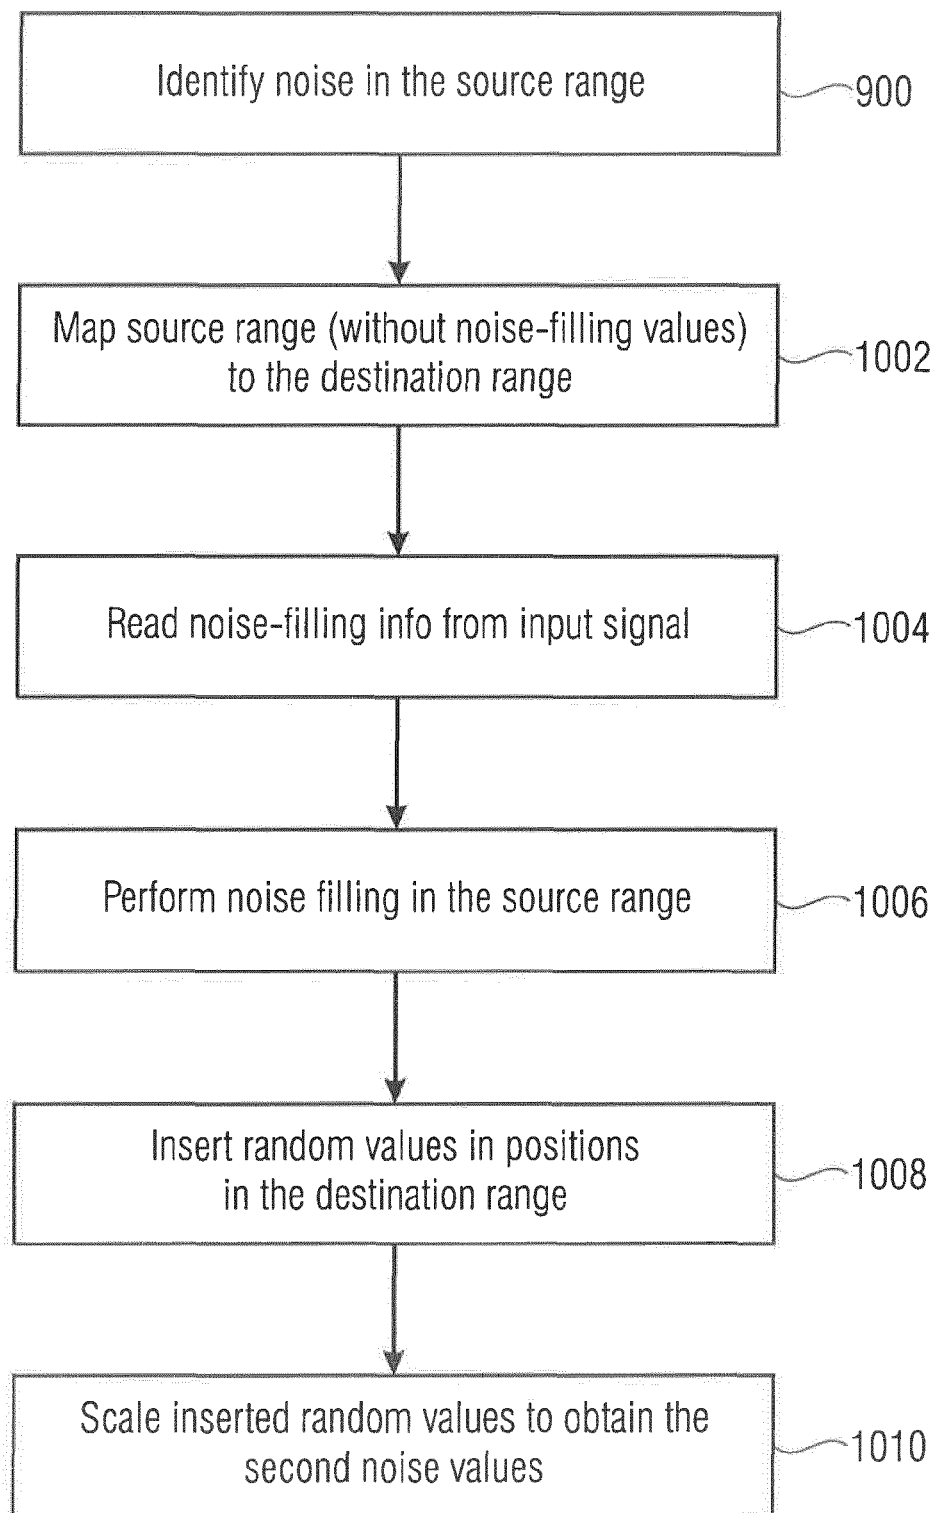 Identify noise in the source range
900
Map source range (without noise-filling values)
to the destination range
1002
Read noise-filling info from input signal
1004
Perform noise filling in the source range
1006
Insert random values in positions
in the destination range
1008
Scale inserted random values to obtain the
second noise values
1010